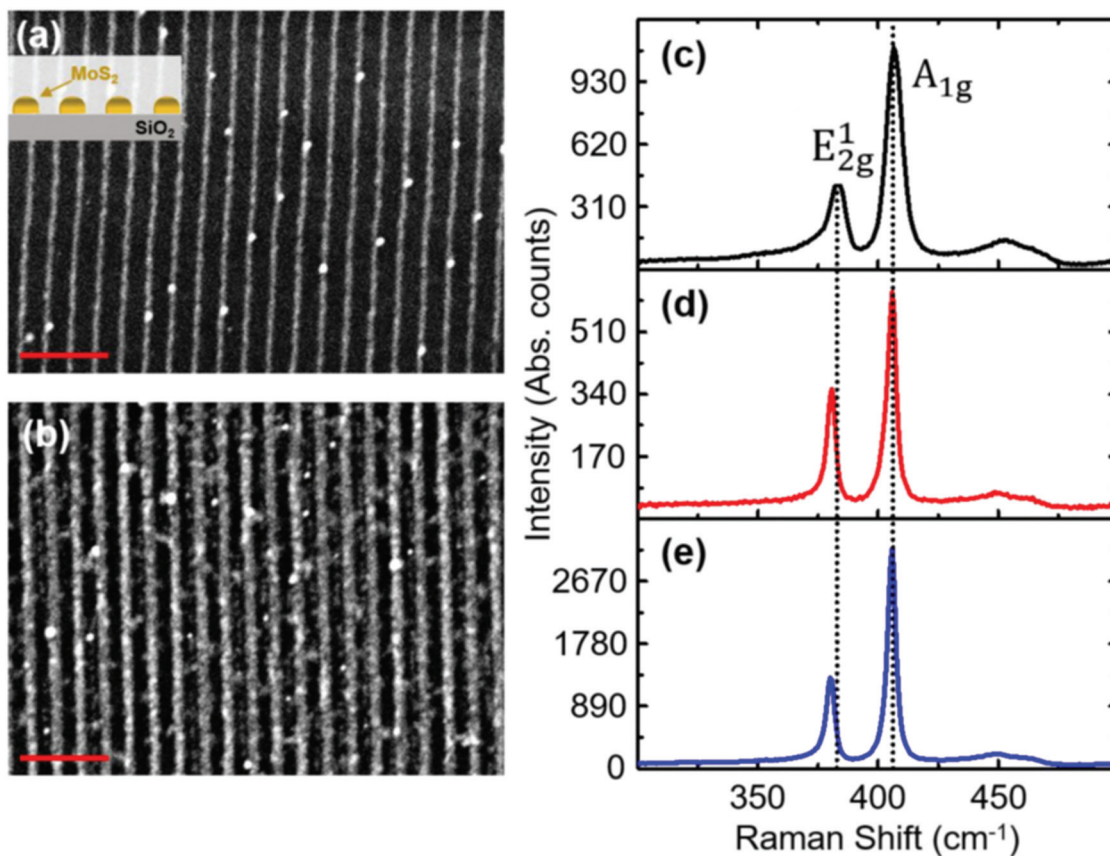 (a)
MoS₂
SiO₂
(b)
Intensity (Abs. counts)
(c)
E¹₂g
A₁g
930
620
310
(d)
510
340
170
(e)
2670
1780
890
0
350 400 450
Raman Shift (cm⁻¹)